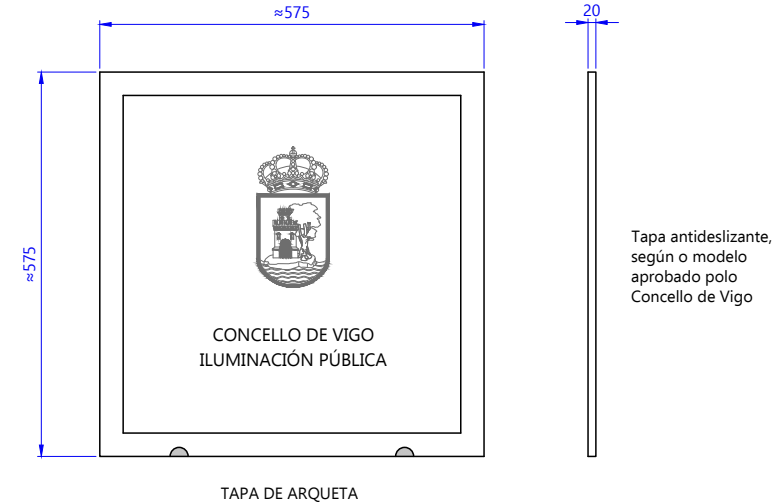 ≈575
20
≈575
Tapa antideslizante,
según o modelo
aprobado polo
Concello de Vigo
CONCELLO DE VIGO
ILUMINACIÓN PÚBLICA
TAPA DE ARQUETA